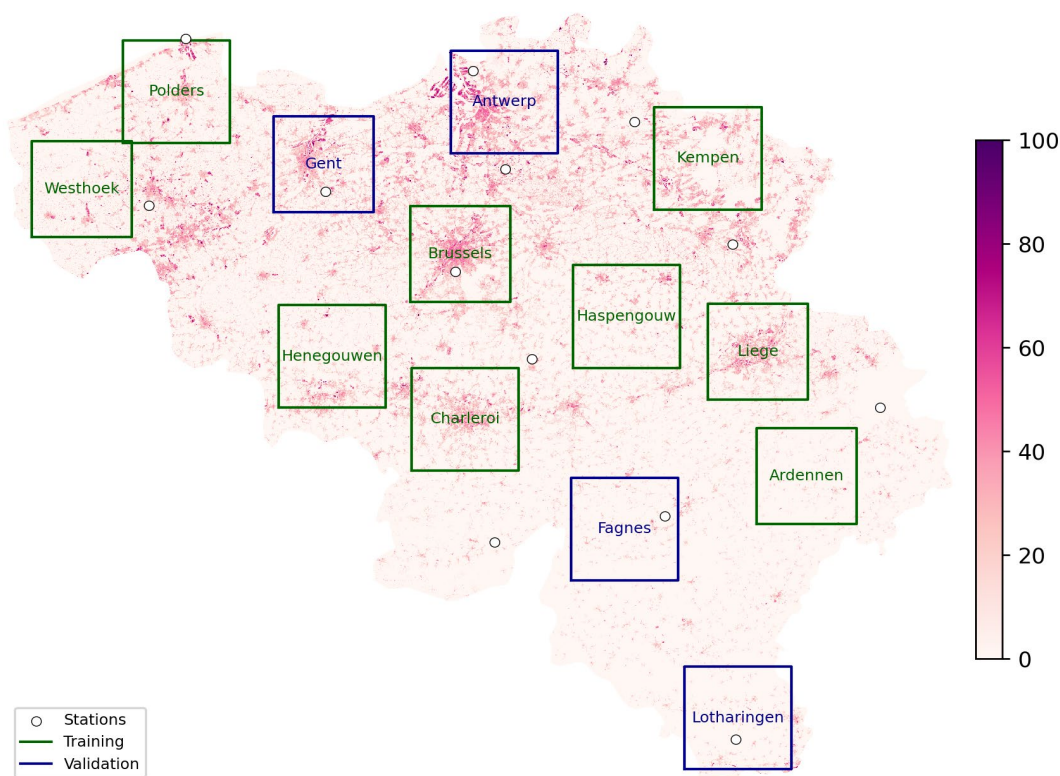 Polders
Antwerp
Gent
Kempen
Westhoek
Brussels
Haspengouw
Henegouwen
Liege
Charleroi
Ardennen
Fagnes
Lotharingen
100
80
60
40
20
0
Stations
Training
Validation